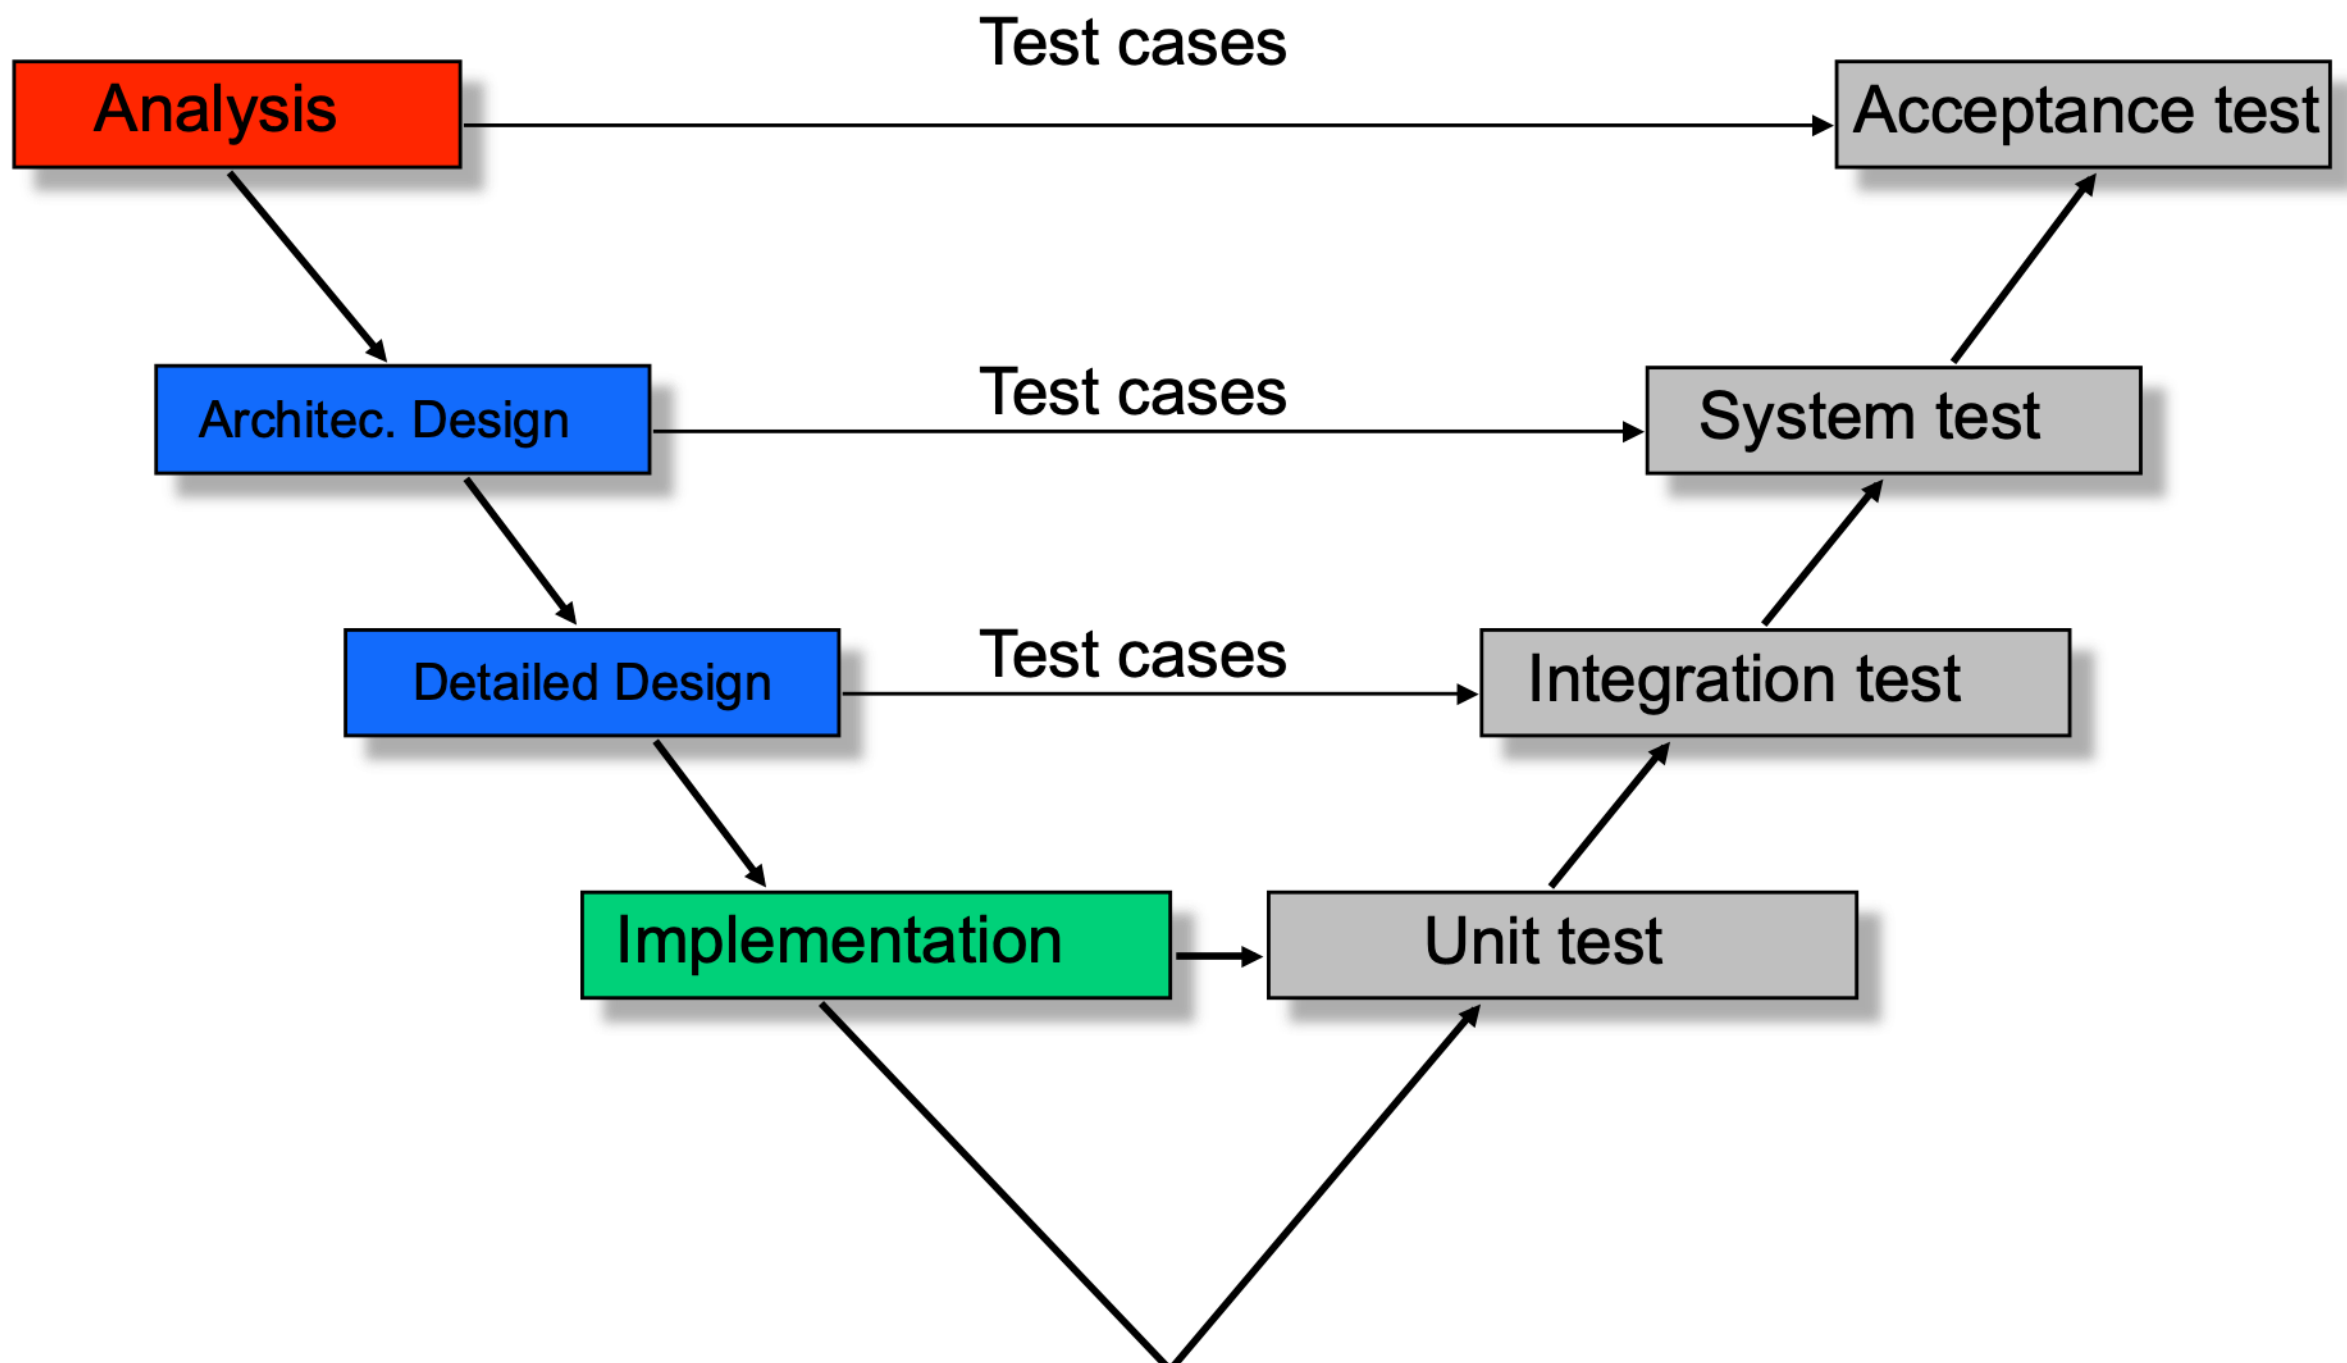 Test cases
Analysis
Acceptance test
Test cases
Architec. Design
System test
Test cases
Detailed Design
Integration test
Implementation
Unit test